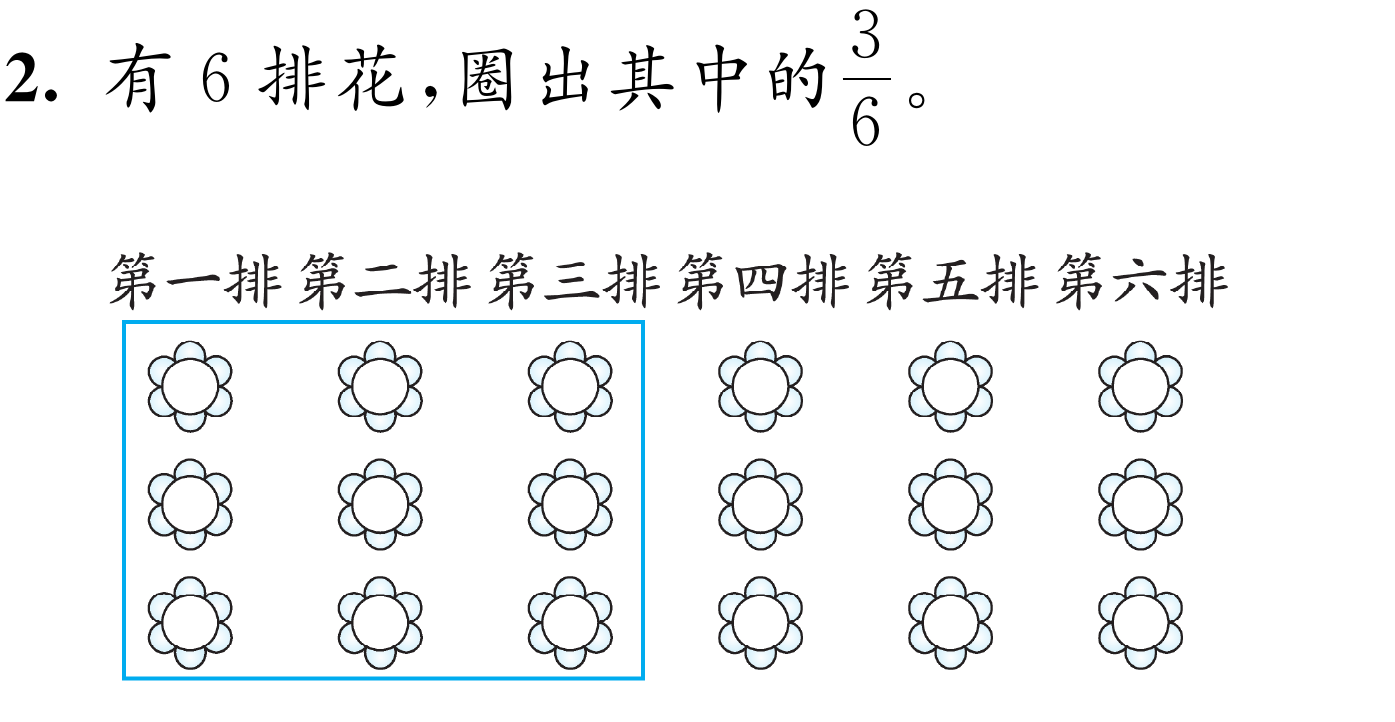 2. 有 6 排花，圈出其中的 3/6。
第一排 第二排 第三排 第四排 第五排 第六排